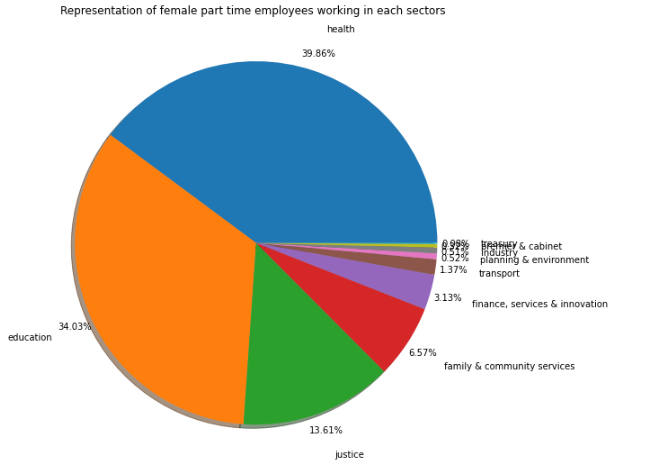 Representation of female part time employees working in each sectors
health
39.86%
treasury
premier & cabinet
industry
0.52%
planning & environment
1.37%
transport
3.13%
finance, services & innovation
34.03%
education
6.57%
family & community services
13.61%
justice